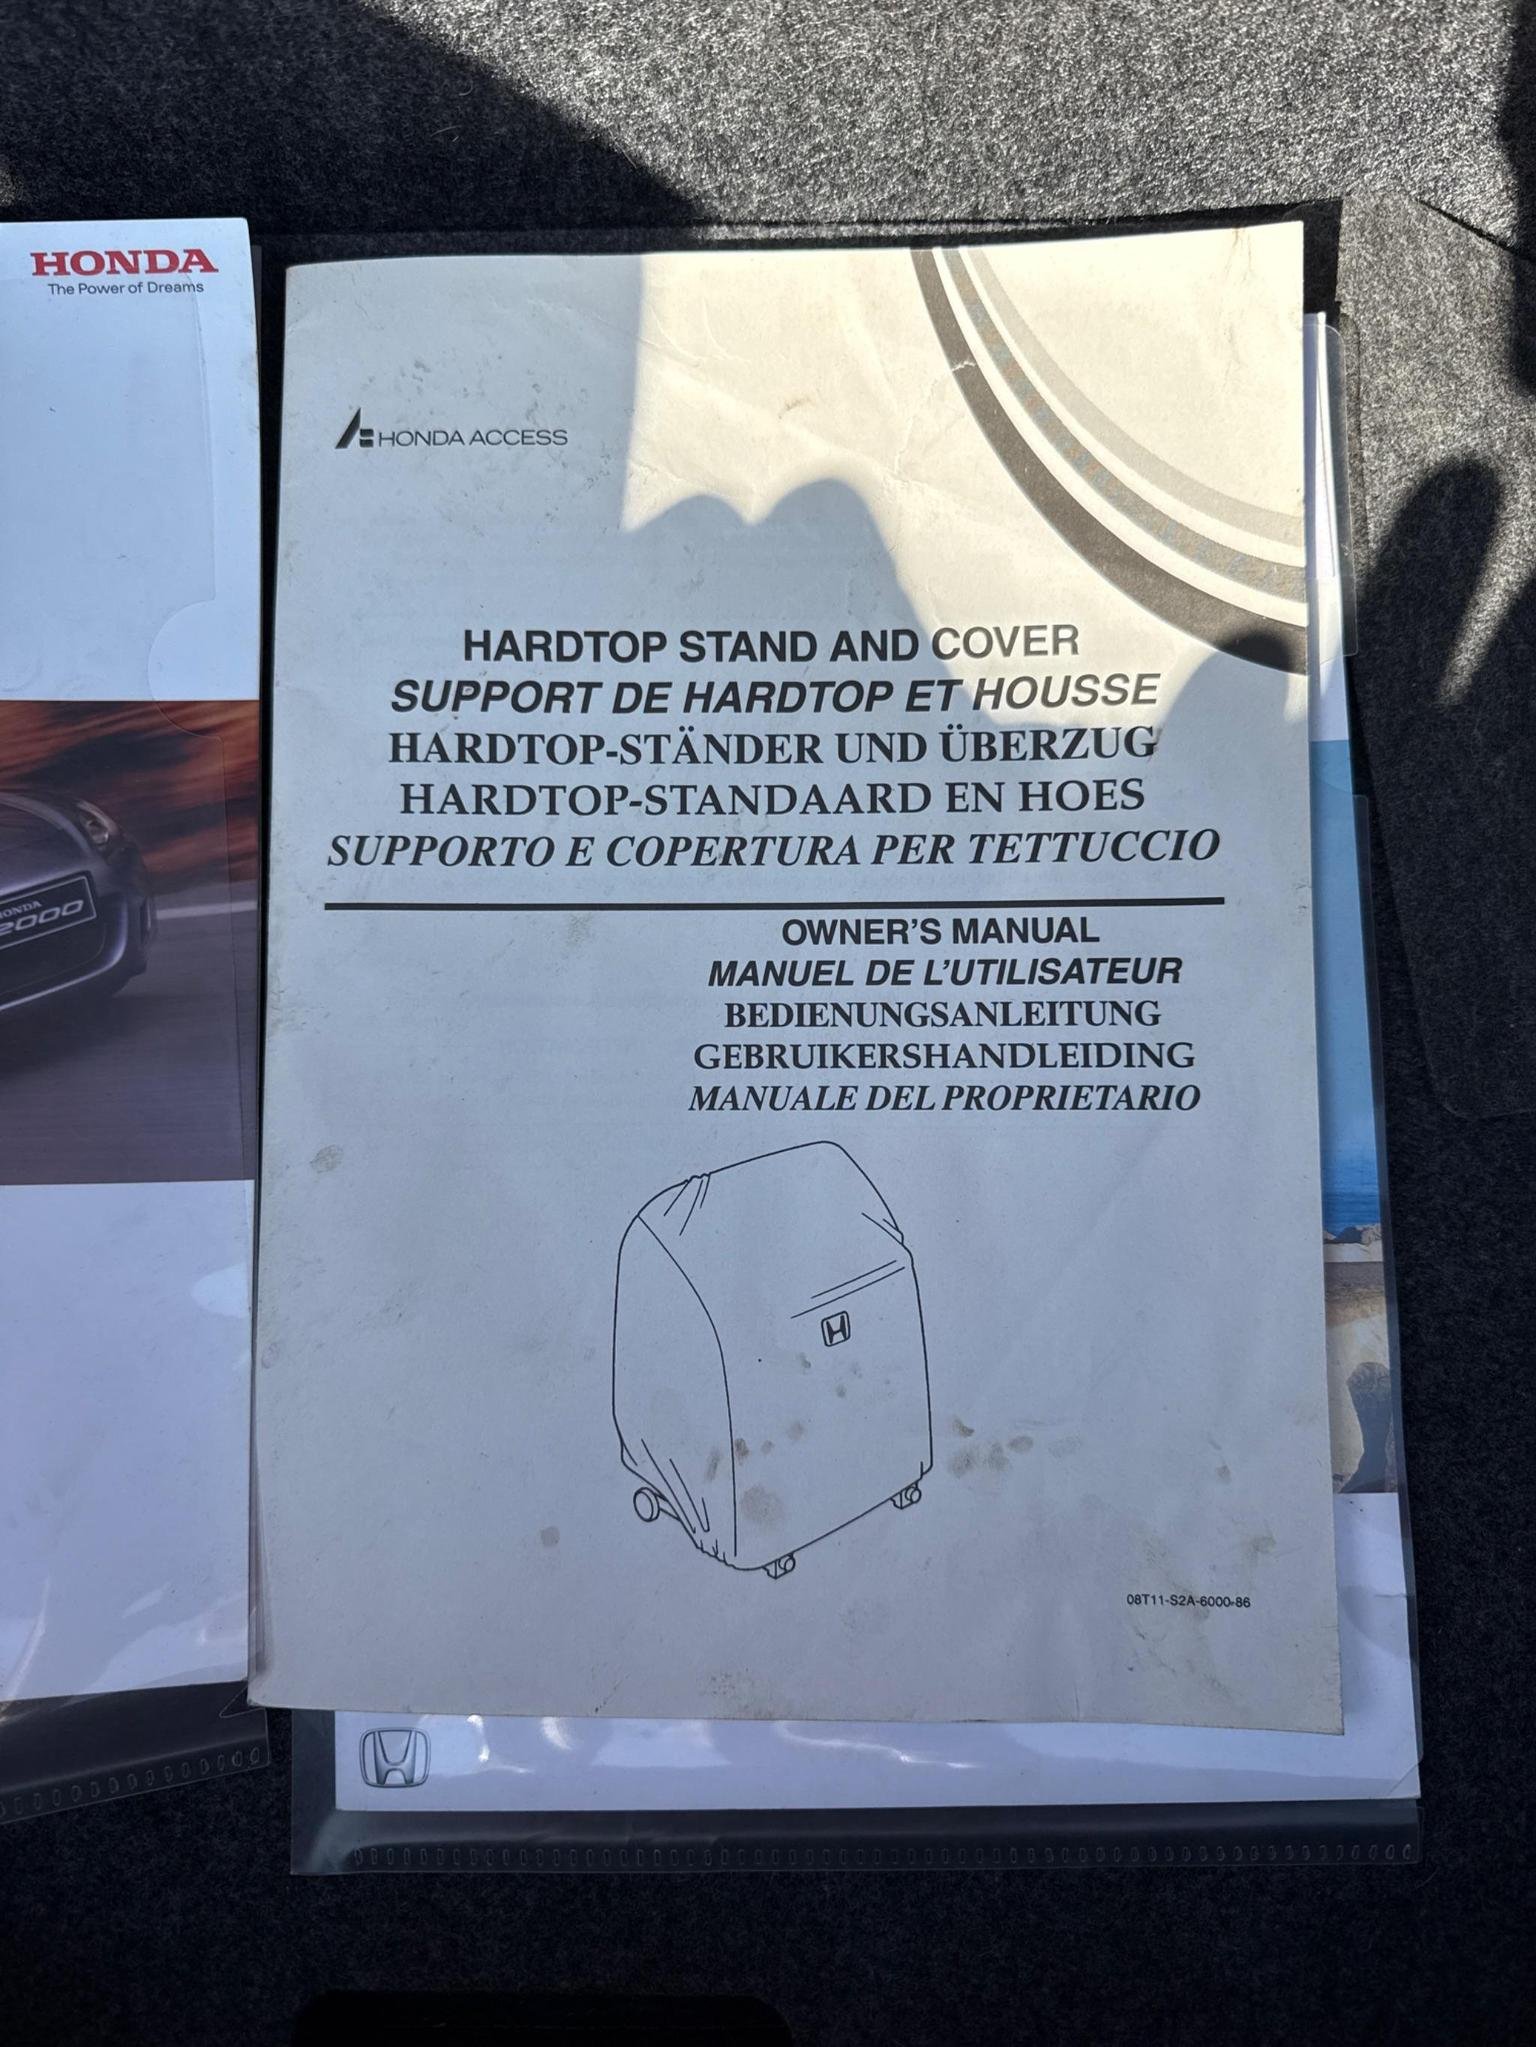 HONDA
The Power of Dreams
HONDA
2000
HONDA ACCESS
HARDTOP STAND AND COVER
SUPPORT DE HARDTOP ET HOUSSE
HARDTOP-STÄNDER UND ÜBERZUG
HARDTOP-STANDAARD EN HOES
SUPPORTO E COPERTURA PER TETTUCCIO
OWNER'S MANUAL
MANUEL DE L'UTILISATEUR
BEDIENUNGSANLEITUNG
GEBRUIKERSHANDLEIDING
MANUALE DEL PROPRIETARIO
08T11-S2A-6000-86